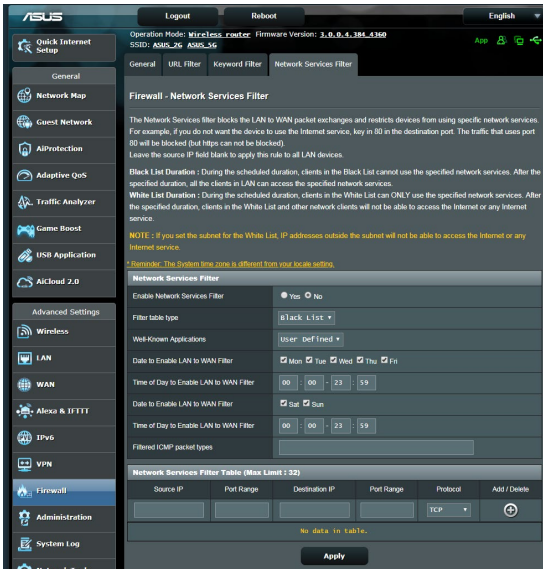 ASUS
Logout
Reboot
English
Quick Internet
Setup
Operation Mode: Wireless router Firmware Version: 3.0.0.4.384_4360
SSID: ASUS_2G ASUS_5G
App
General
URL Filter
Keyword Filter
Network Services Filter
General
Network Map
Guest Network
AiProtection
Adaptive QoS
Traffic Analyzer
Game Boost
USB Application
AiCloud 2.0
Advanced Settings
Wireless
LAN
WAN
Alexa & IFTTT
IPv6
VPN
Firewall
Administration
System Log
Firewall - Network Services Filter
The Network Services filter blocks the LAN to WAN packet exchanges and restricts devices from using specific network services.
For example, if you do not want the device to use the Internet service, key in 80 in the destination port. The traffic that uses port
80 will be blocked (but https can not be blocked).
Leave the source IP field blank to apply this rule to all LAN devices.
Black List Duration : During the scheduled duration, clients in the Black List cannot use the specified network services. After the
specified duration, all the clients in LAN can access the specified network services.
White List Duration : During the scheduled duration, clients in the White List can ONLY use the specified network services. After
the specified duration, clients in the White List and other network clients will not be able to access the Internet or any Internet
service.
NOTE : If you set the subnet for the White List, IP addresses outside the subnet will not be able to access the Internet or any
Internet service.
* Reminder: The System time zone is different from your locale setting.
Network Services Filter
Enable Network Services Filter
Yes No
Filter table type
Black List
Well-Known Applications
User Defined
Date to Enable LAN to WAN Filter
Mon Tue Wed Thu Fri
Time of Day to Enable LAN to WAN Filter
00 : 00 - 23 : 59
Date to Enable LAN to WAN Filter
Sat Sun
Time of Day to Enable LAN to WAN Filter
00 : 00 - 23 : 59
Filtered ICMP packet types
Network Services Filter Table (Max Limit : 32)
Source IP
Port Range
Destination IP
Port Range
Protocol
Add / Delete
TCP
No data in table.
Apply